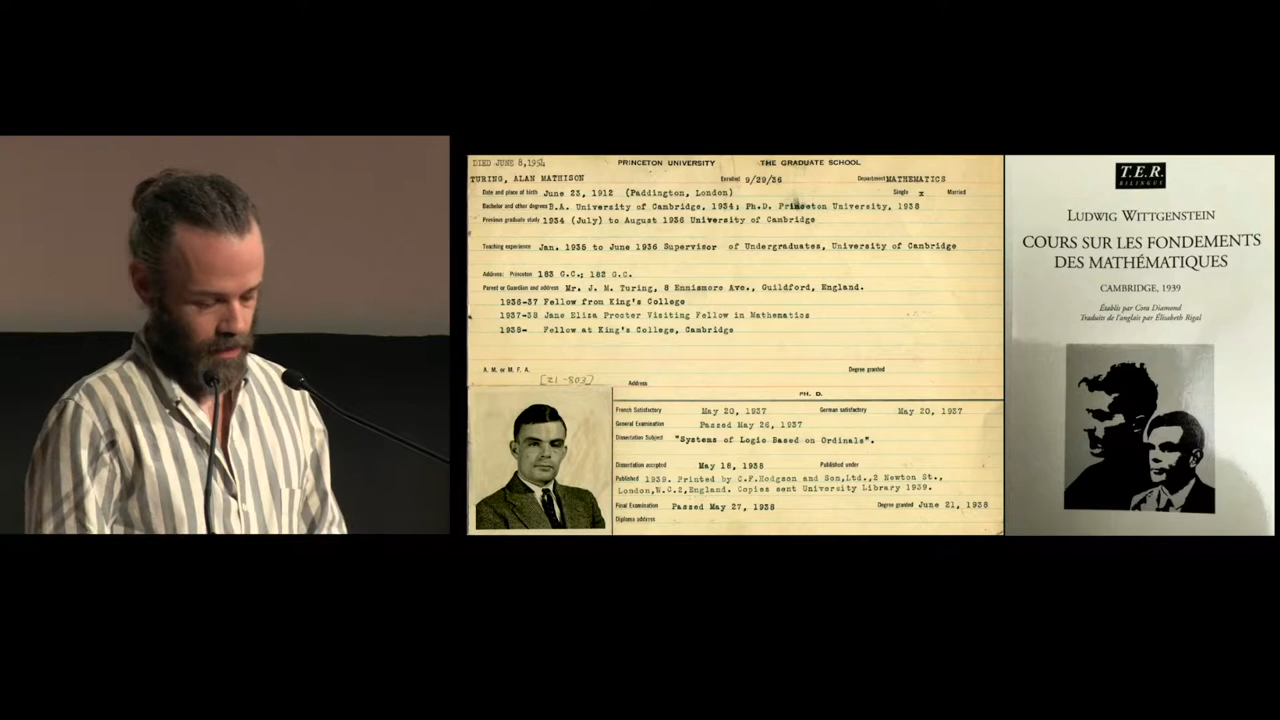 DIED JUNE 8, 1954
PRINCETON UNIVERSITY THE GRADUATE SCHOOL
TURING, ALAN MATHISON Enrolled 9/29/36 Department MATHEMATICS
Date and place of birth June 23, 1912 (Paddington, London) Single x Married
Bachelor and other degrees B.A. University of Cambridge, 1934; Ph.D. Princeton University, 1938
Previous graduate study 1934 (July) to August 1936 University of Cambridge
Teaching experience Jan. 1935 to June 1936 Supervisor of Undergraduates, University of Cambridge
Address: Princeton 183 G.C.; 182 G.C.
Parent or Guardian and address Mr. J. M. Turing, 8 Ennismore Ave., Guildford, England.
1936-37 Fellow from King's College
1937-38 Jane Eliza Procter Visiting Fellow in Mathematics
1938- Fellow at King's College, Cambridge
A. M. or M. F. A. Degree granted
[21-803] Address
PH. D.
French Satisfactory May 20, 1937 German satisfactory May 20, 1937
General Examination Passed May 26, 1937
Dissertation Subject "Systems of Logic Based on Ordinals".
Dissertation accepted May 18, 1938 Published under
Published 1939. Printed by C.F.Hodgson and Son,Ltd.,2 Newton St.,
London,W.C.2,England. Copies sent University Library 1939.
Final Examination Passed May 27, 1938 Degree granted June 21, 1938
Diploma address
T.E.R.
BILINGUE
LUDWIG WITTGENSTEIN
COURS SUR LES FONDEMENTS
DES MATHÉMATIQUES
CAMBRIDGE, 1939
Établis par Cora Diamond
Traduits de l'anglais par Élisabeth Rigal